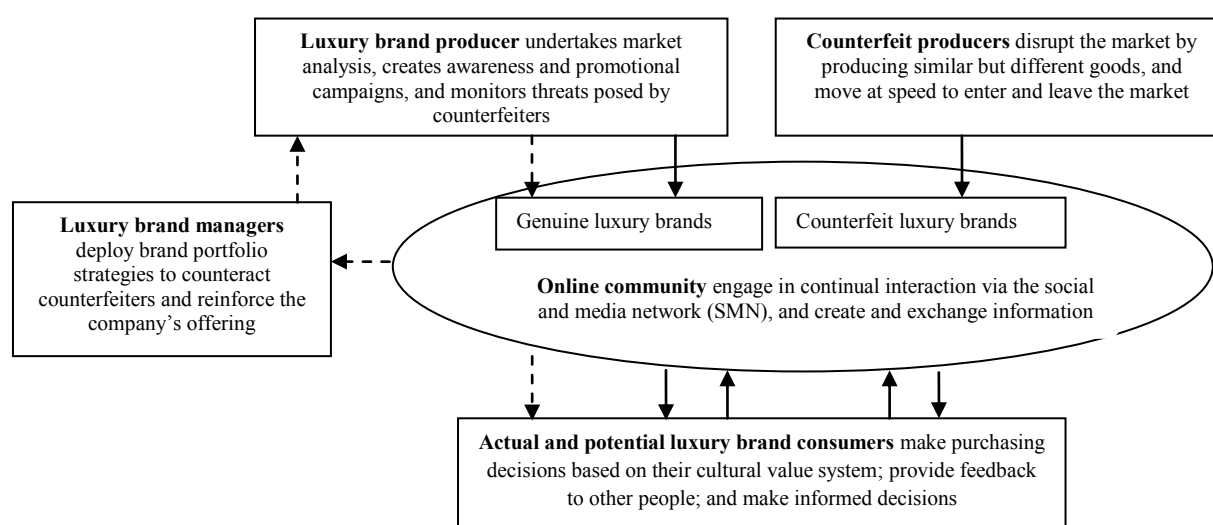 Luxury brand producer undertakes market
analysis, creates awareness and promotional
campaigns, and monitors threats posed by
counterfeiters
Counterfeit producers disrupt the market by
producing similar but different goods, and
move at speed to enter and leave the market
Luxury brand managers
deploy brand portfolio
strategies to counteract
counterfeiters and reinforce the
company's offering
Genuine luxury brands
Counterfeit luxury brands
Online community engage in continual interaction via the social
and media network (SMN), and create and exchange information
Actual and potential luxury brand consumers make purchasing
decisions based on their cultural value system; provide feedback
to other people; and make informed decisions